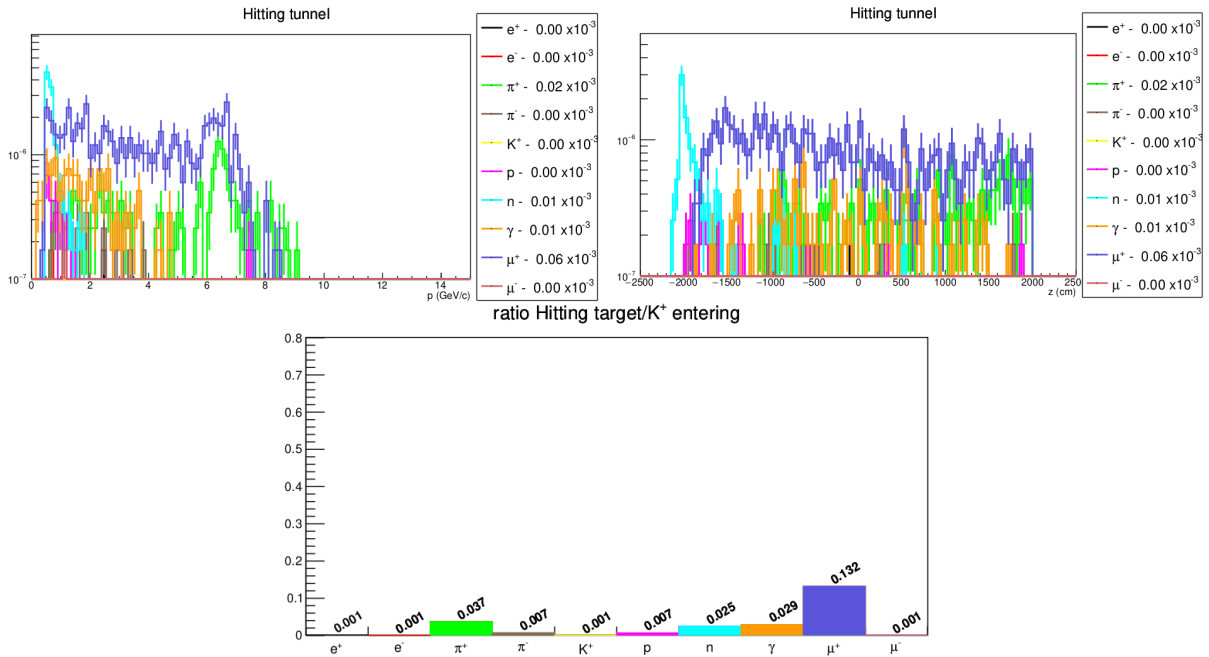 Hitting tunnel
10⁻⁶
10⁻⁷
0 2 4 6 8 10 12 14
p (GeV/c)
e⁺ - 0.00 x10⁻³
e⁻ - 0.00 x10⁻³
π⁺ - 0.02 x10⁻³
π⁻ - 0.00 x10⁻³
K⁺ - 0.00 x10⁻³
p - 0.00 x10⁻³
n - 0.01 x10⁻³
γ - 0.01 x10⁻³
μ⁺ - 0.06 x10⁻³
μ⁻ - 0.00 x10⁻³
Hitting tunnel
10⁻⁶
10⁻⁷
−2500 −2000 −1500 −1000 −500 0 500 1000 1500 2000 250
z (cm)
e⁺ - 0.00 x10⁻³
e⁻ - 0.00 x10⁻³
π⁺ - 0.02 x10⁻³
π⁻ - 0.00 x10⁻³
K⁺ - 0.00 x10⁻³
p - 0.00 x10⁻³
n - 0.01 x10⁻³
γ - 0.01 x10⁻³
μ⁺ - 0.06 x10⁻³
μ⁻ - 0.00 x10⁻³
ratio Hitting target/K⁺ entering
0.8
0.7
0.6
0.5
0.4
0.3
0.2
0.1
0
0.001 0.001 0.037 0.007 0.001 0.007 0.025 0.029 0.132 0.001
e⁺ e⁻ π⁺ π⁻ K⁺ p n γ μ⁺ μ⁻